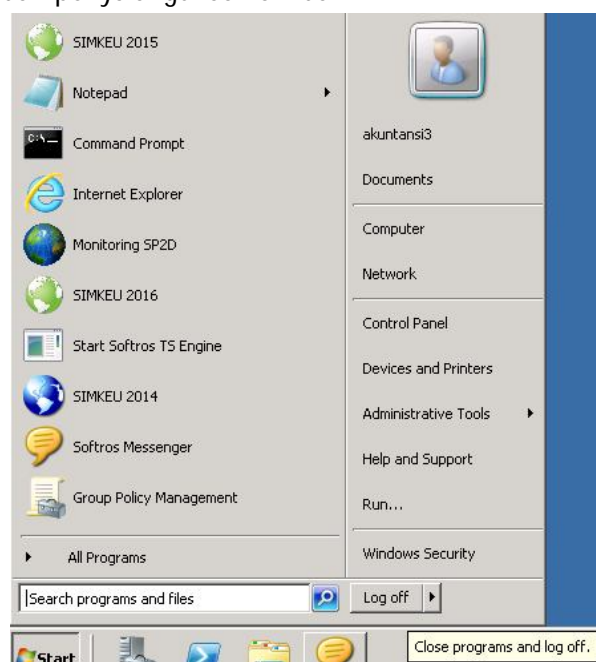 SIMKEU 2015
Notepad
Command Prompt
Internet Explorer
Monitoring SP2D
SIMKEU 2016
Start Softros TS Engine
SIMKEU 2014
Softros Messenger
Group Policy Management
All Programs
Search programs and files
akuntansi3
Documents
Computer
Network
Control Panel
Devices and Printers
Administrative Tools
Help and Support
Run...
Windows Security
Log off
Start
Close programs and log off.